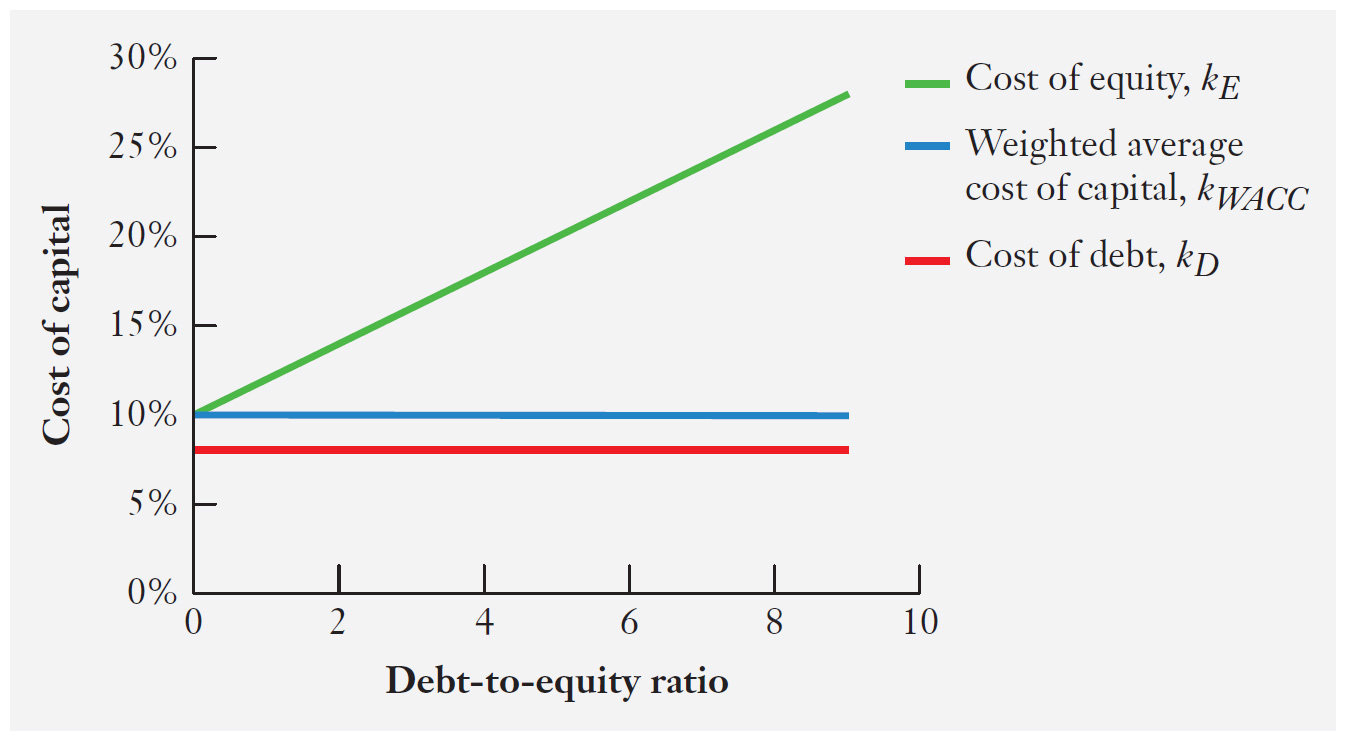 30%
25%
20%
15%
10%
5%
0%
Cost of capital
0 2 4 6 8 10
Debt-to-equity ratio
Cost of equity, kE
Weighted average
cost of capital, kWACC
Cost of debt, kD